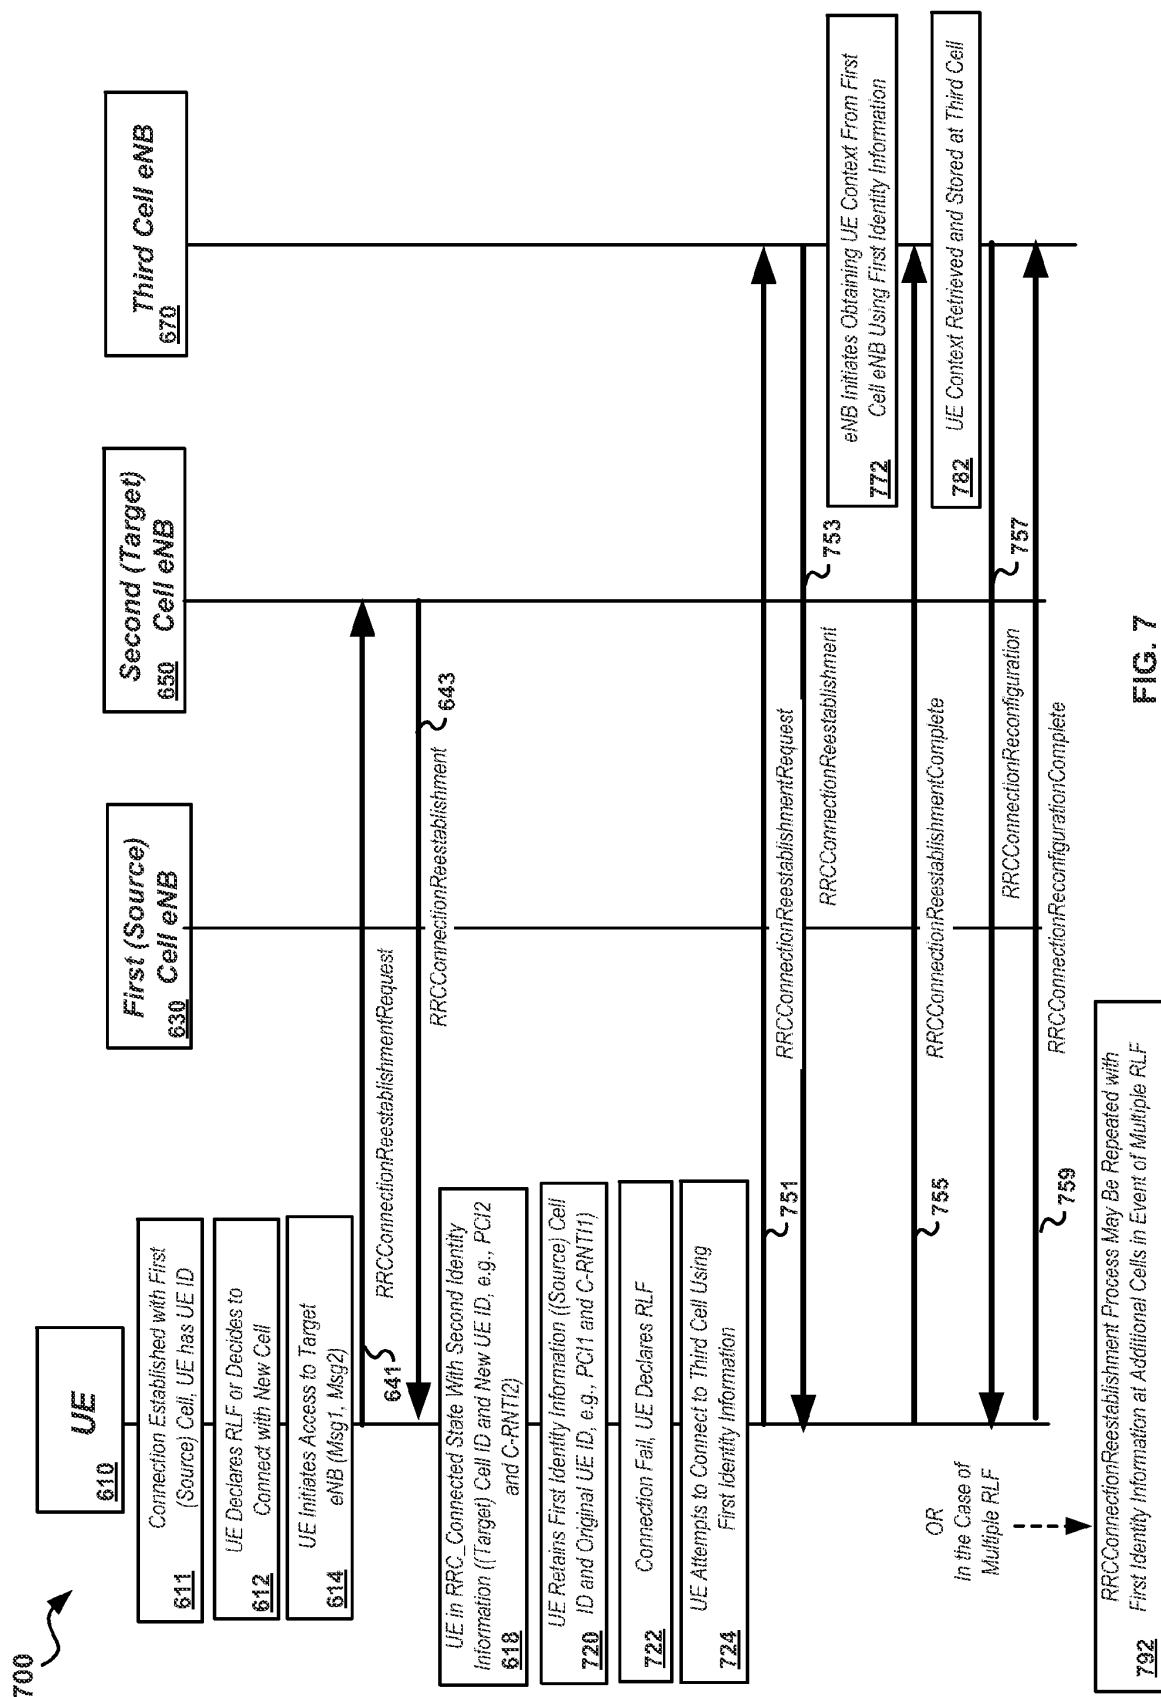 700
UE
610
First (Source)
Cell eNB
630
Second (Target)
Cell eNB
650
Third Cell eNB
670
Connection Established with First
(Source) Cell, UE has UE ID
611
UE Declares RLF or Decides to
Connect with New Cell
612
UE Initiates Access to Target
eNB (Msg1, Msg2)
614
RRCConnectionReestablishmentRequest
641
RRCConnectionReestablishment
643
UE in RRC_Connected State With Second Identity
Information ((Target) Cell ID and New UE ID, e.g., PCI2
and C-RNTI2)
618
UE Retains First Identity Information ((Source) Cell
ID and Original UE ID, e.g., PCI1 and C-RNTI1)
720
Connection Fail, UE Declares RLF
722
UE Attempts to Connect to Third Cell Using
First Identity Information
724
RRCConnectionReestablishmentRequest
751
RRCConnectionReestablishment
753
eNB Initiates Obtaining UE Context From First
Cell eNB Using First Identity Information
772
RRCConnectionReestablishmentComplete
755
UE Context Retrieved and Stored at Third Cell
782
RRCConnectionReconfiguration
757
RRCConnectionReconfigurationComplete
759
OR
In the Case of
Multiple RLF
RRCConnectionReestablishment Process May Be Repeated with
First Identity Information at Additional Cells in Event of Multiple RLF
792
FIG. 7